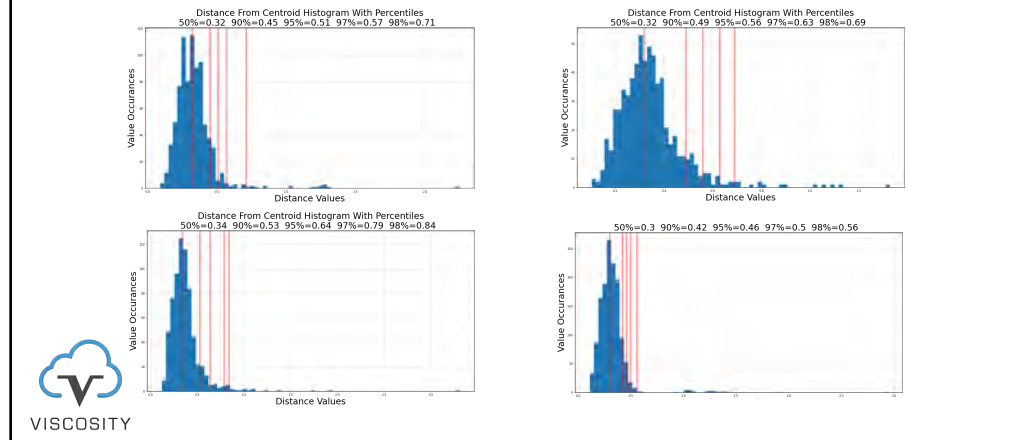 Distance From Centroid Histogram With Percentiles
50%=0.32 90%=0.45 95%=0.51 97%=0.57 98%=0.71
Value Occurances
Distance Values
Distance From Centroid Histogram With Percentiles
50%=0.32 90%=0.49 95%=0.56 97%=0.63 98%=0.69
Value Occurances
Distance Values
Distance From Centroid Histogram With Percentiles
50%=0.34 90%=0.53 95%=0.64 97%=0.79 98%=0.84
Value Occurances
Distance Values
50%=0.3 90%=0.42 95%=0.46 97%=0.5 98%=0.56
Value Occurances
V
VISCOSITY